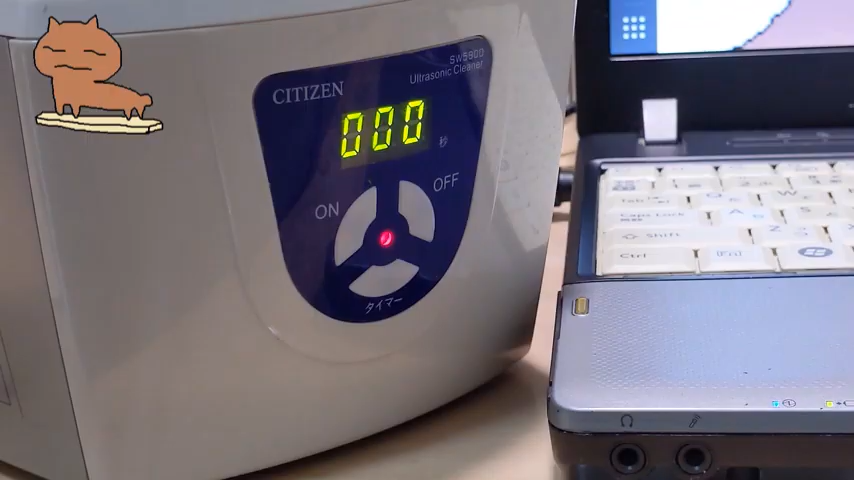 CITIZEN
SW5800
Ultrasonic Cleaner
000
秒
ON
OFF
タイマー
Tab
Caps Lock
Shift
Ctrl
Fn
Q
W
A
S
Z
X